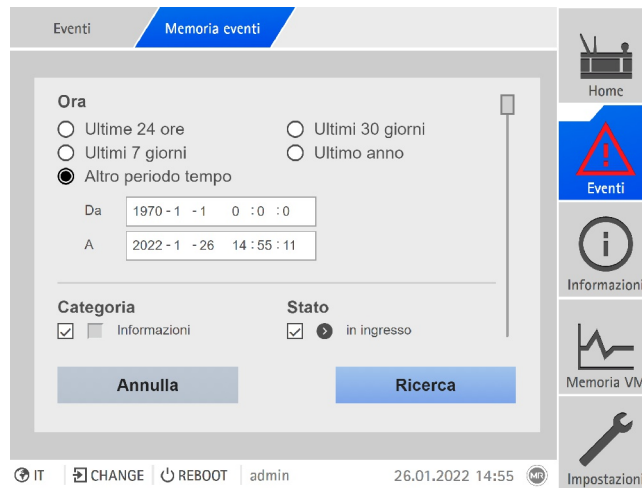 Eventi Memoria eventi
Home
Ora
Ultime 24 ore Ultimi 30 giorni
Ultimi 7 giorni Ultimo anno
Altro periodo tempo
Da 1970 - 1 - 1 0 : 0 : 0
Eventi
A 2022 - 1 - 26 14 : 55 : 11
Informazioni
Categoria Stato
Informazioni in ingresso
Annulla Ricerca
Memoria VM
IT CHANGE REBOOT admin 26.01.2022 14:55 MR
Impostazioni